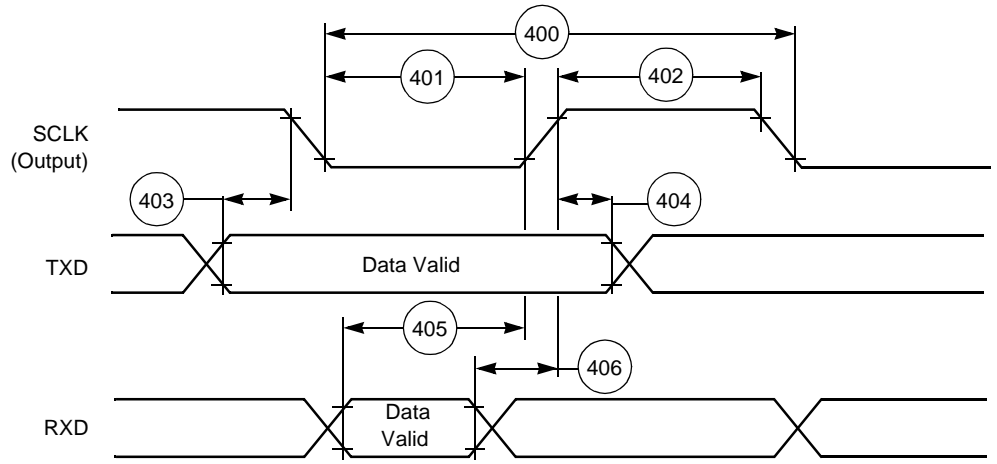 400
401
402
SCLK
(Output)
403
404
TXD
Data Valid
405
406
RXD
Data
Valid